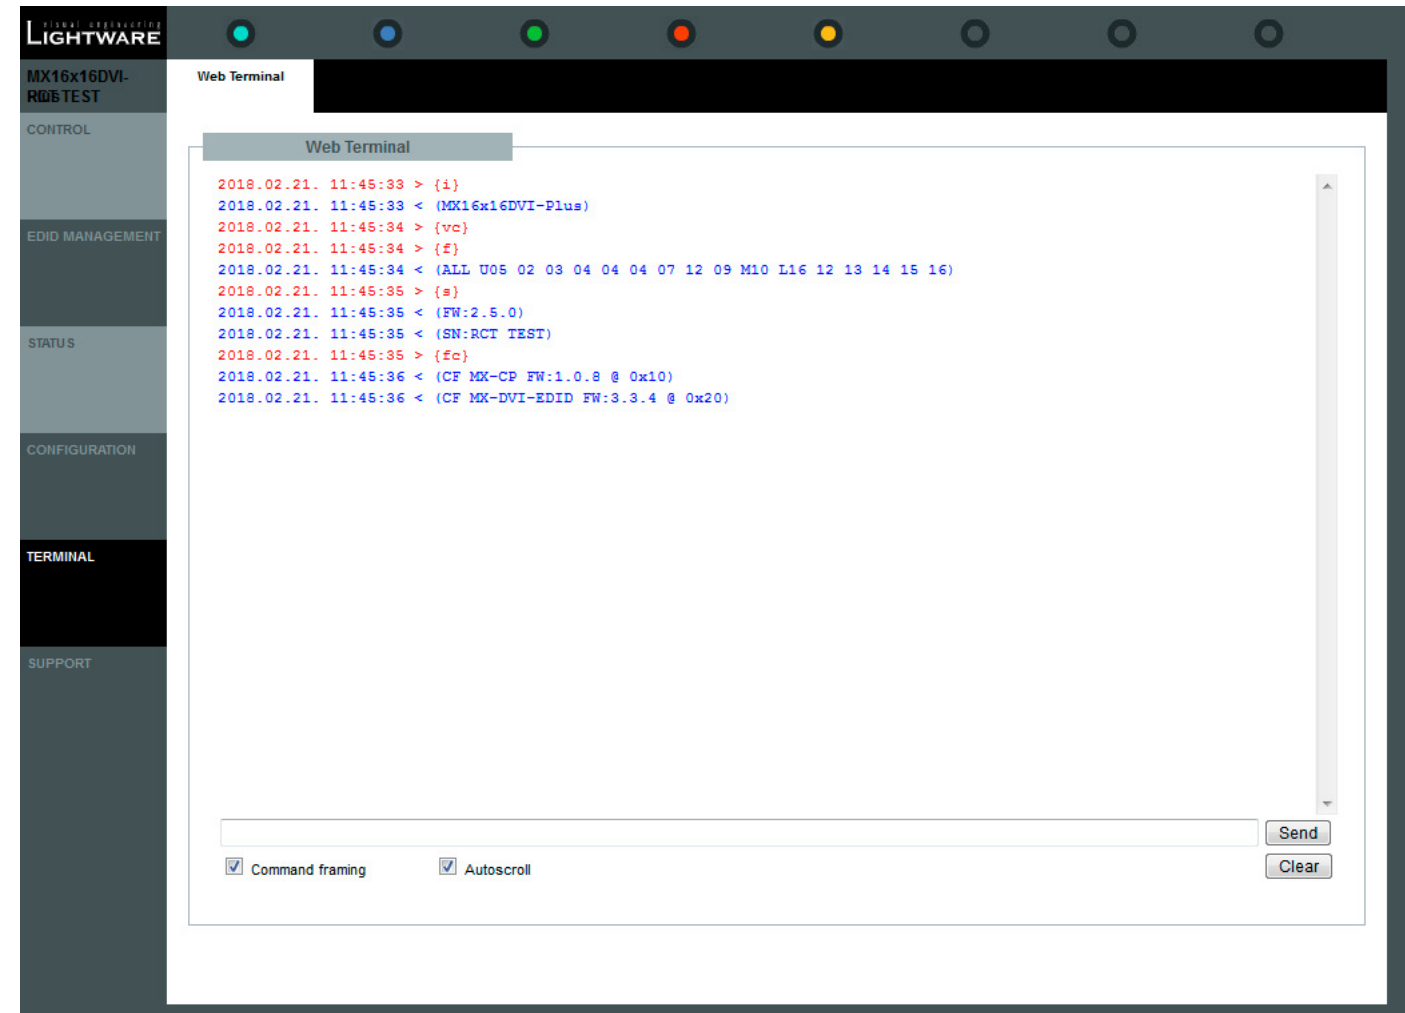 visual engineering
LIGHTWARE
MX16x16DVI-
TEST
Web Terminal
CONTROL
EDID MANAGEMENT
STATUS
CONFIGURATION
TERMINAL
SUPPORT
Web Terminal
2018.02.21. 11:45:33 > {i}
2018.02.21. 11:45:33 < (MX16x16DVI-Plus)
2018.02.21. 11:45:34 > {vc}
2018.02.21. 11:45:34 > {f}
2018.02.21. 11:45:34 < (ALL U05 02 03 04 04 04 07 12 09 M10 L16 12 13 14 15 16)
2018.02.21. 11:45:35 > {s}
2018.02.21. 11:45:35 < (FW:2.5.0)
2018.02.21. 11:45:35 < (SN:RCT TEST)
2018.02.21. 11:45:35 > {fc}
2018.02.21. 11:45:36 < (CF MX-CP FW:1.0.8 @ 0x10)
2018.02.21. 11:45:36 < (CF MX-DVI-EDID FW:3.3.4 @ 0x20)
Send
Command framing
Autoscroll
Clear